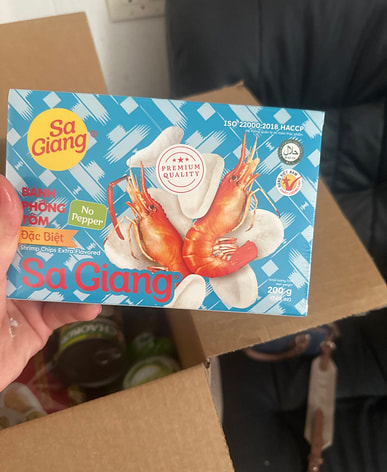 Sa
Giang
ISO 22000:2018 HACCP
PREMIUM
QUALITY
HALAL
BÁNH
PHỒNG
TÔM
No
Pepper
Đặc Biệt
Shrimp Chips Extra Flavored
Sa Giang
200 g